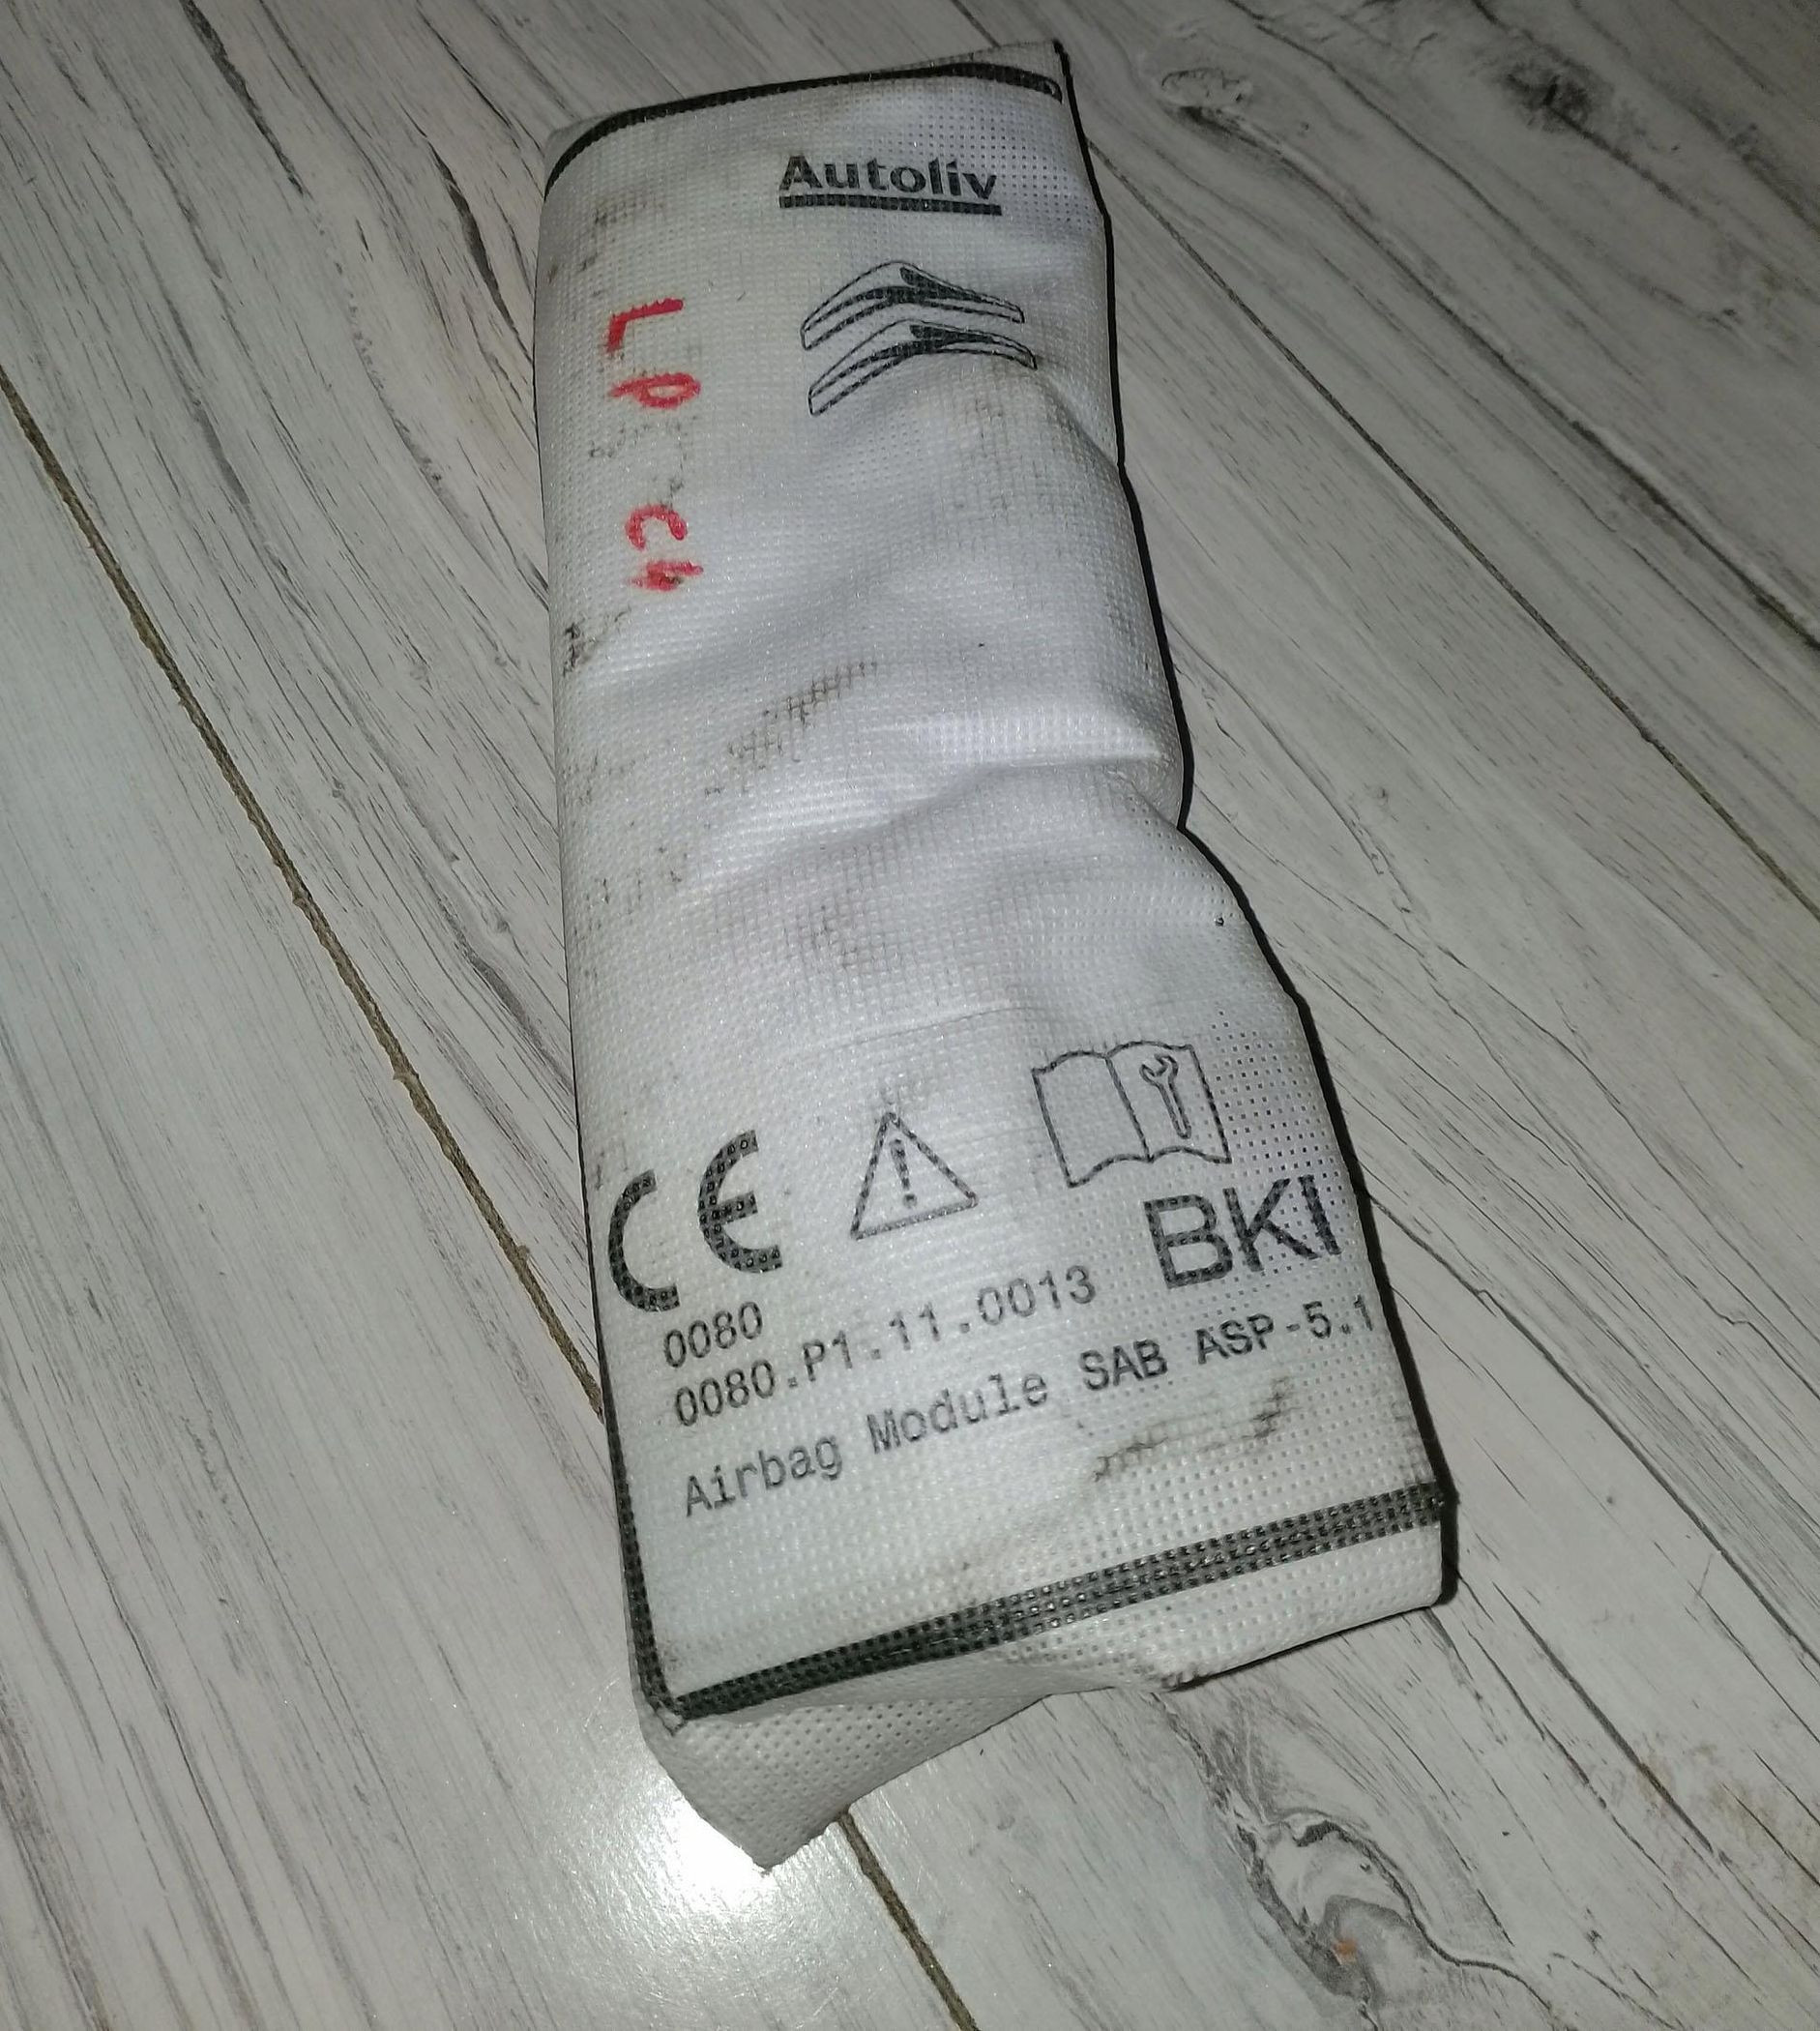 Autoliv
LP C4
CE
BKI
0080
0080.P1.11.0013
Airbag Module SAB ASP-5.1